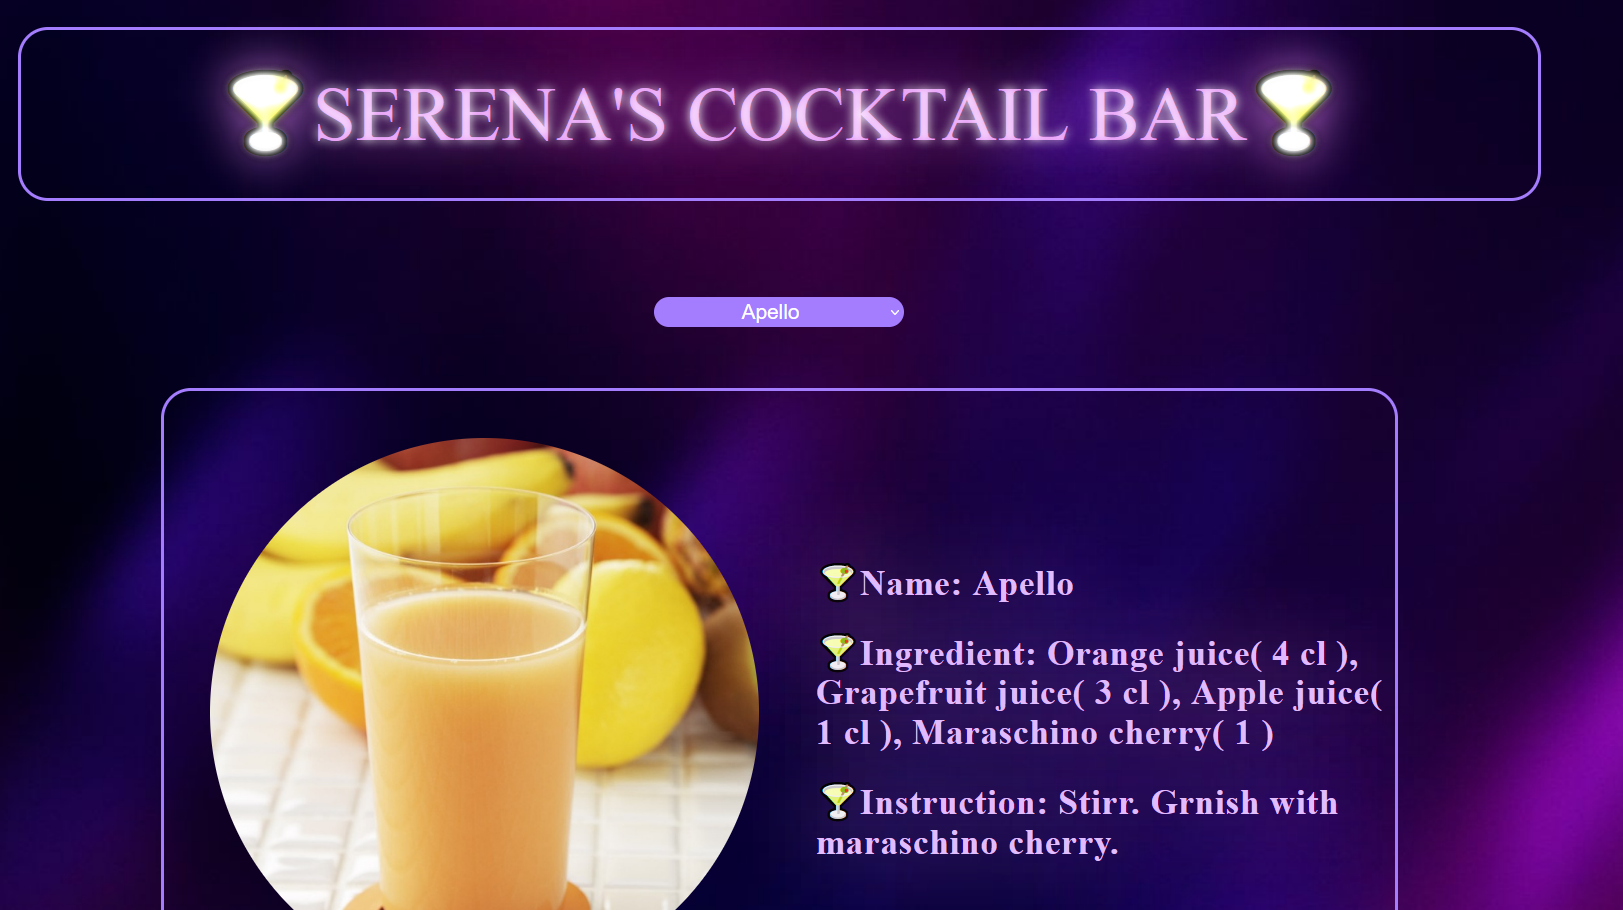 SERENA'S COCKTAIL BAR
Apello
Name: Apello
Ingredient: Orange juice( 4 cl ),
Grapefruit juice( 3 cl ), Apple juice(
1 cl ), Maraschino cherry( 1 )
Instruction: Stirr. Grnish with
maraschino cherry.